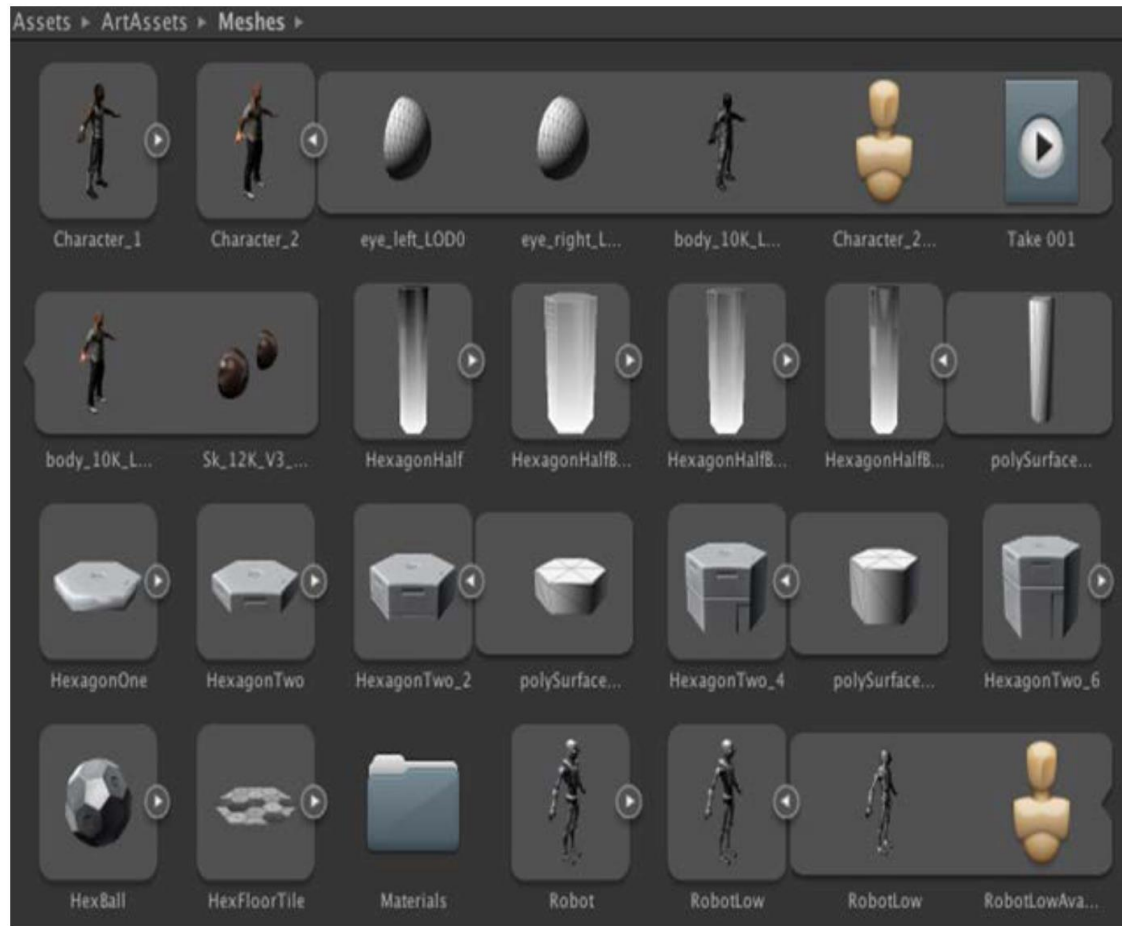 Assets ▸ ArtAssets ▸ Meshes ▸
Character_1 Character_2 eye_left_LOD0 eye_right_L... body_10K_L... Character_2... Take 001
body_10K_L... Sk_12K_V3_... HexagonHalf HexagonHalfB... HexagonHalfB... HexagonHalfB... polySurface...
HexagonOne HexagonTwo HexagonTwo_2 polySurface... HexagonTwo_4 polySurface... HexagonTwo_6
HexBall HexFloorTile Materials Robot RobotLow RobotLow RobotLowAva...